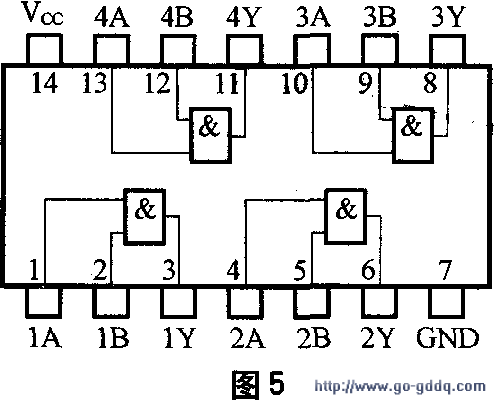 Vcc 4A 4B 4Y 3A 3B 3Y
14 13 12 11 10 9 8
& &
& &
1 2 3 4 5 6 7
1A 1B 1Y 2A 2B 2Y GND
图 5 http://www.go-gddq.com